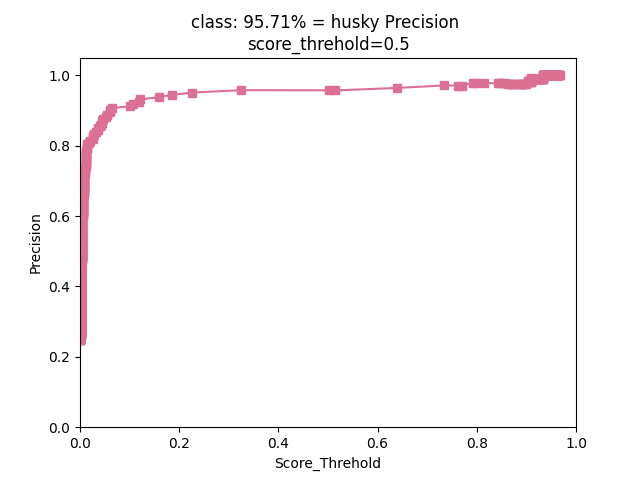 class: 95.71% = husky Precision
score_threhold=0.5
1.0
0.8
0.6
0.4
0.2
0.0
Precision
0.0 0.2 0.4 0.6 0.8 1.0
Score_Threhold